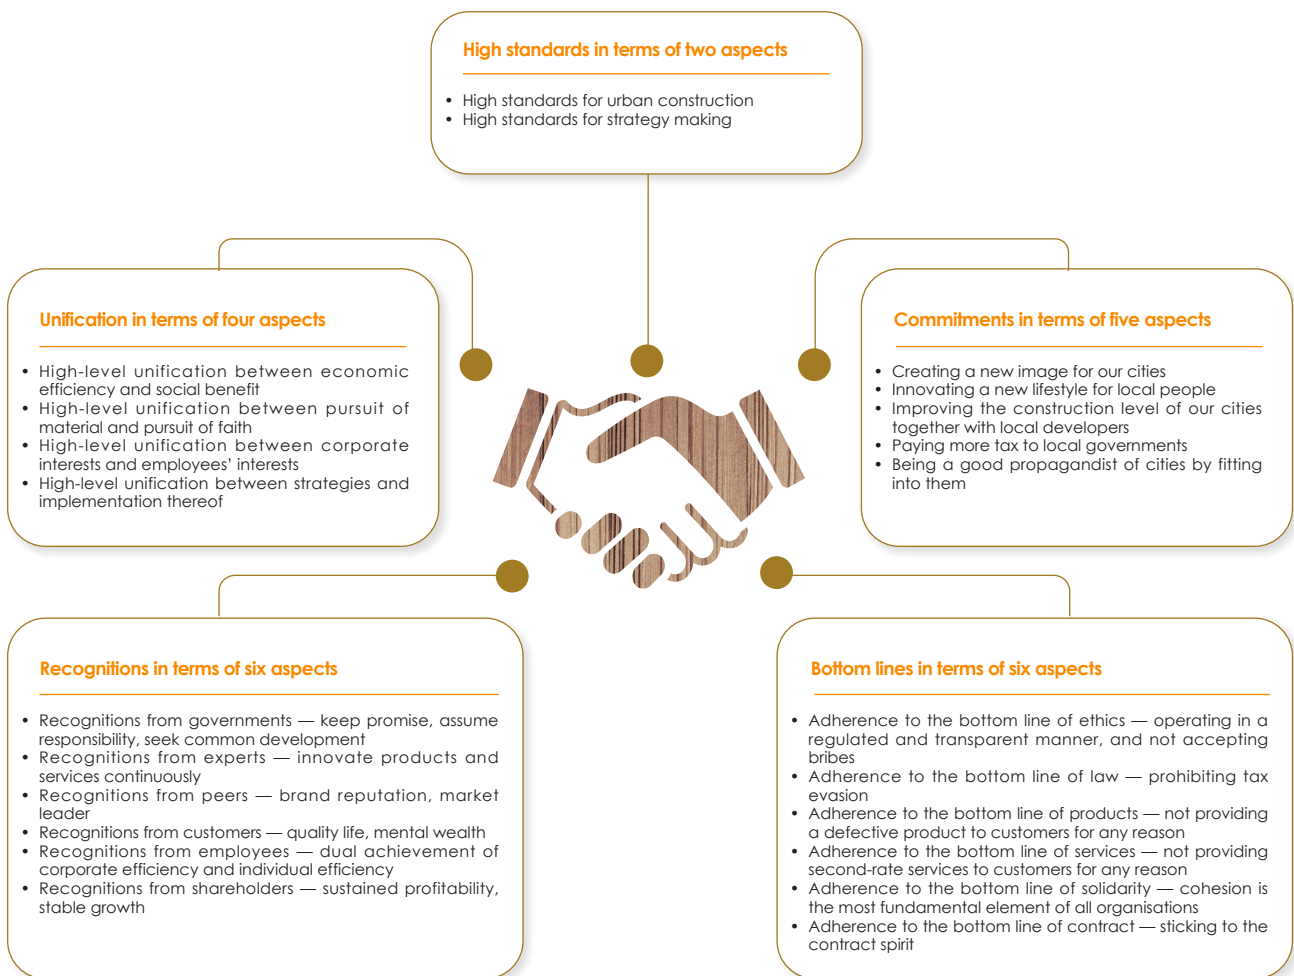 High standards in terms of two aspects
• High standards for urban construction
• High standards for strategy making
Unification in terms of four aspects
• High-level unification between economic
efficiency and social benefit
• High-level unification between pursuit of
material and pursuit of faith
• High-level unification between corporate
interests and employees’ interests
• High-level unification between strategies and
implementation thereof
Commitments in terms of five aspects
• Creating a new image for our cities
• Innovating a new lifestyle for local people
• Improving the construction level of our cities
together with local developers
• Paying more tax to local governments
• Being a good propagandist of cities by fitting
into them
Recognitions in terms of six aspects
• Recognitions from governments — keep promise, assume
responsibility, seek common development
• Recognitions from experts — innovate products and
services continuously
• Recognitions from peers — brand reputation, market
leader
• Recognitions from customers — quality life, mental wealth
• Recognitions from employees — dual achievement of
corporate efficiency and individual efficiency
• Recognitions from shareholders — sustained profitability,
stable growth
Bottom lines in terms of six aspects
• Adherence to the bottom line of ethics — operating in a
regulated and transparent manner, and not accepting
bribes
• Adherence to the bottom line of law — prohibiting tax
evasion
• Adherence to the bottom line of products — not providing
a defective product to customers for any reason
• Adherence to the bottom line of services — not providing
second-rate services to customers for any reason
• Adherence to the bottom line of solidarity — cohesion is
the most fundamental element of all organisations
• Adherence to the bottom line of contract — sticking to the
contract spirit